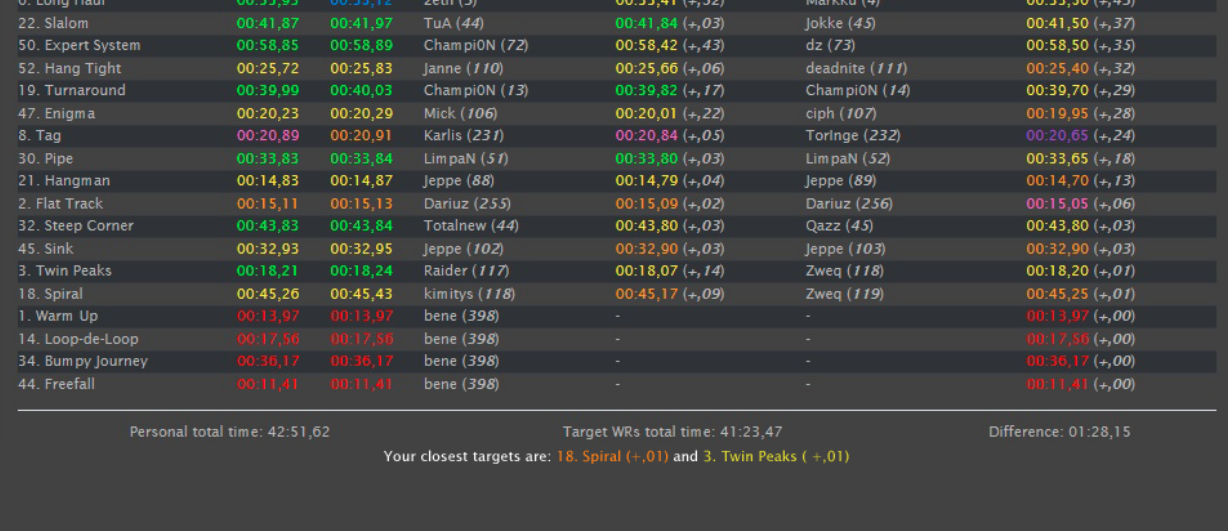 6. Long Haul 00:53,93 00:53,12 Zeth (3) (+,52) Markku (4) (+,43)
22. Slalom 00:41,87 00:41,97 TuA (44) 00:41,84 (+,03) Jokke (45) 00:41,50 (+,37)
50. Expert System 00:58,85 00:58,89 Champi0N (72) 00:58,42 (+,43) dz (73) 00:58,50 (+,35)
52. Hang Tight 00:25,72 00:25,83 Janne (110) 00:25,66 (+,06) deadnite (111) 00:25,40 (+,32)
19. Turnaround 00:39,99 00:40,03 Champi0N (13) 00:39,82 (+,17) Champi0N (14) 00:39,70 (+,29)
47. Enigma 00:20,23 00:20,29 Mick (106) 00:20,01 (+,22) ciph (107) 00:19,95 (+,28)
8. Tag 00:20,89 00:20,91 Karlis (231) 00:20,84 (+,05) TorInge (232) 00:20,65 (+,24)
30. Pipe 00:33,83 00:33,84 LimpaN (51) 00:33,80 (+,03) LimpaN (52) 00:33,65 (+,18)
21. Hangman 00:14,83 00:14,87 Jeppe (88) 00:14,79 (+,04) Jeppe (89) 00:14,70 (+,13)
2. Flat Track 00:15,11 00:15,13 Dariuz (255) 00:15,09 (+,02) Dariuz (256) 00:15,05 (+,06)
32. Steep Corner 00:43,83 00:43,84 Totalnew (44) 00:43,80 (+,03) Qazz (45) 00:43,80 (+,03)
45. Sink 00:32,93 00:32,95 Jeppe (102) 00:32,90 (+,03) Jeppe (103) 00:32,90 (+,03)
3. Twin Peaks 00:18,21 00:18,24 Raider (117) 00:18,07 (+,14) Zweq (118) 00:18,20 (+,01)
18. Spiral 00:45,26 00:45,43 kimitys (118) 00:45,17 (+,09) Zweq (119) 00:45,25 (+,01)
1. Warm Up 00:13,97 00:13,97 bene (398) - - 00:13,97 (+,00)
14. Loop-de-Loop 00:17,56 00:17,56 bene (398) - - 00:17,56 (+,00)
34. Bumpy Journey 00:36,17 00:36,17 bene (398) - - 00:36,17 (+,00)
44. Freefall 00:11,41 00:11,41 bene (398) - - 00:11,41 (+,00)
Personal total time: 42:51,62 Target WRs total time: 41:23,47 Difference: 01:28,15
Your closest targets are: 18. Spiral (+,01) and 3. Twin Peaks ( +,01)